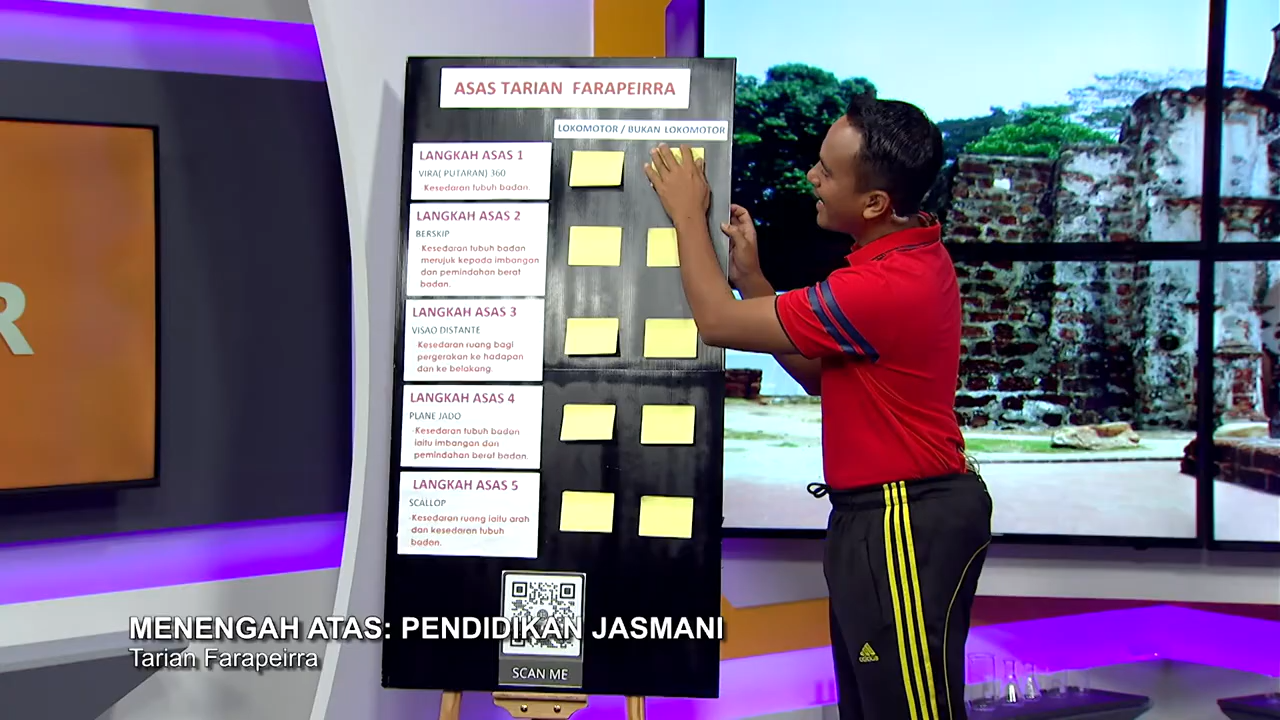 ASAS TARIAN FARAPEIRRA
LOKOMOTOR / BUKAN LOKOMOTOR
LANGKAH ASAS 1
VIRA( PUTARAN) 360
Kesedaran tubuh badan.
LANGKAH ASAS 2
BERSKIP
Kesedaran tubuh badan
merujuk kepada imbangan
dan pemindahan berat
badan.
LANGKAH ASAS 3
VISAO DISTANTE
Kesedaran ruang bagi
pergerakan ke hadapan
dan ke belakang.
LANGKAH ASAS 4
PLANE JADO
Kesedaran tubuh badan
iaitu imbangan dan
pemindahan berat badan.
LANGKAH ASAS 5
SCALLOP
Kesedaran ruang iaitu arah
dan kesedaran tubuh
badan.
SCAN ME
R
adidas
MENENGAH ATAS: PENDIDIKAN JASMANI
Tarian Farapeirra